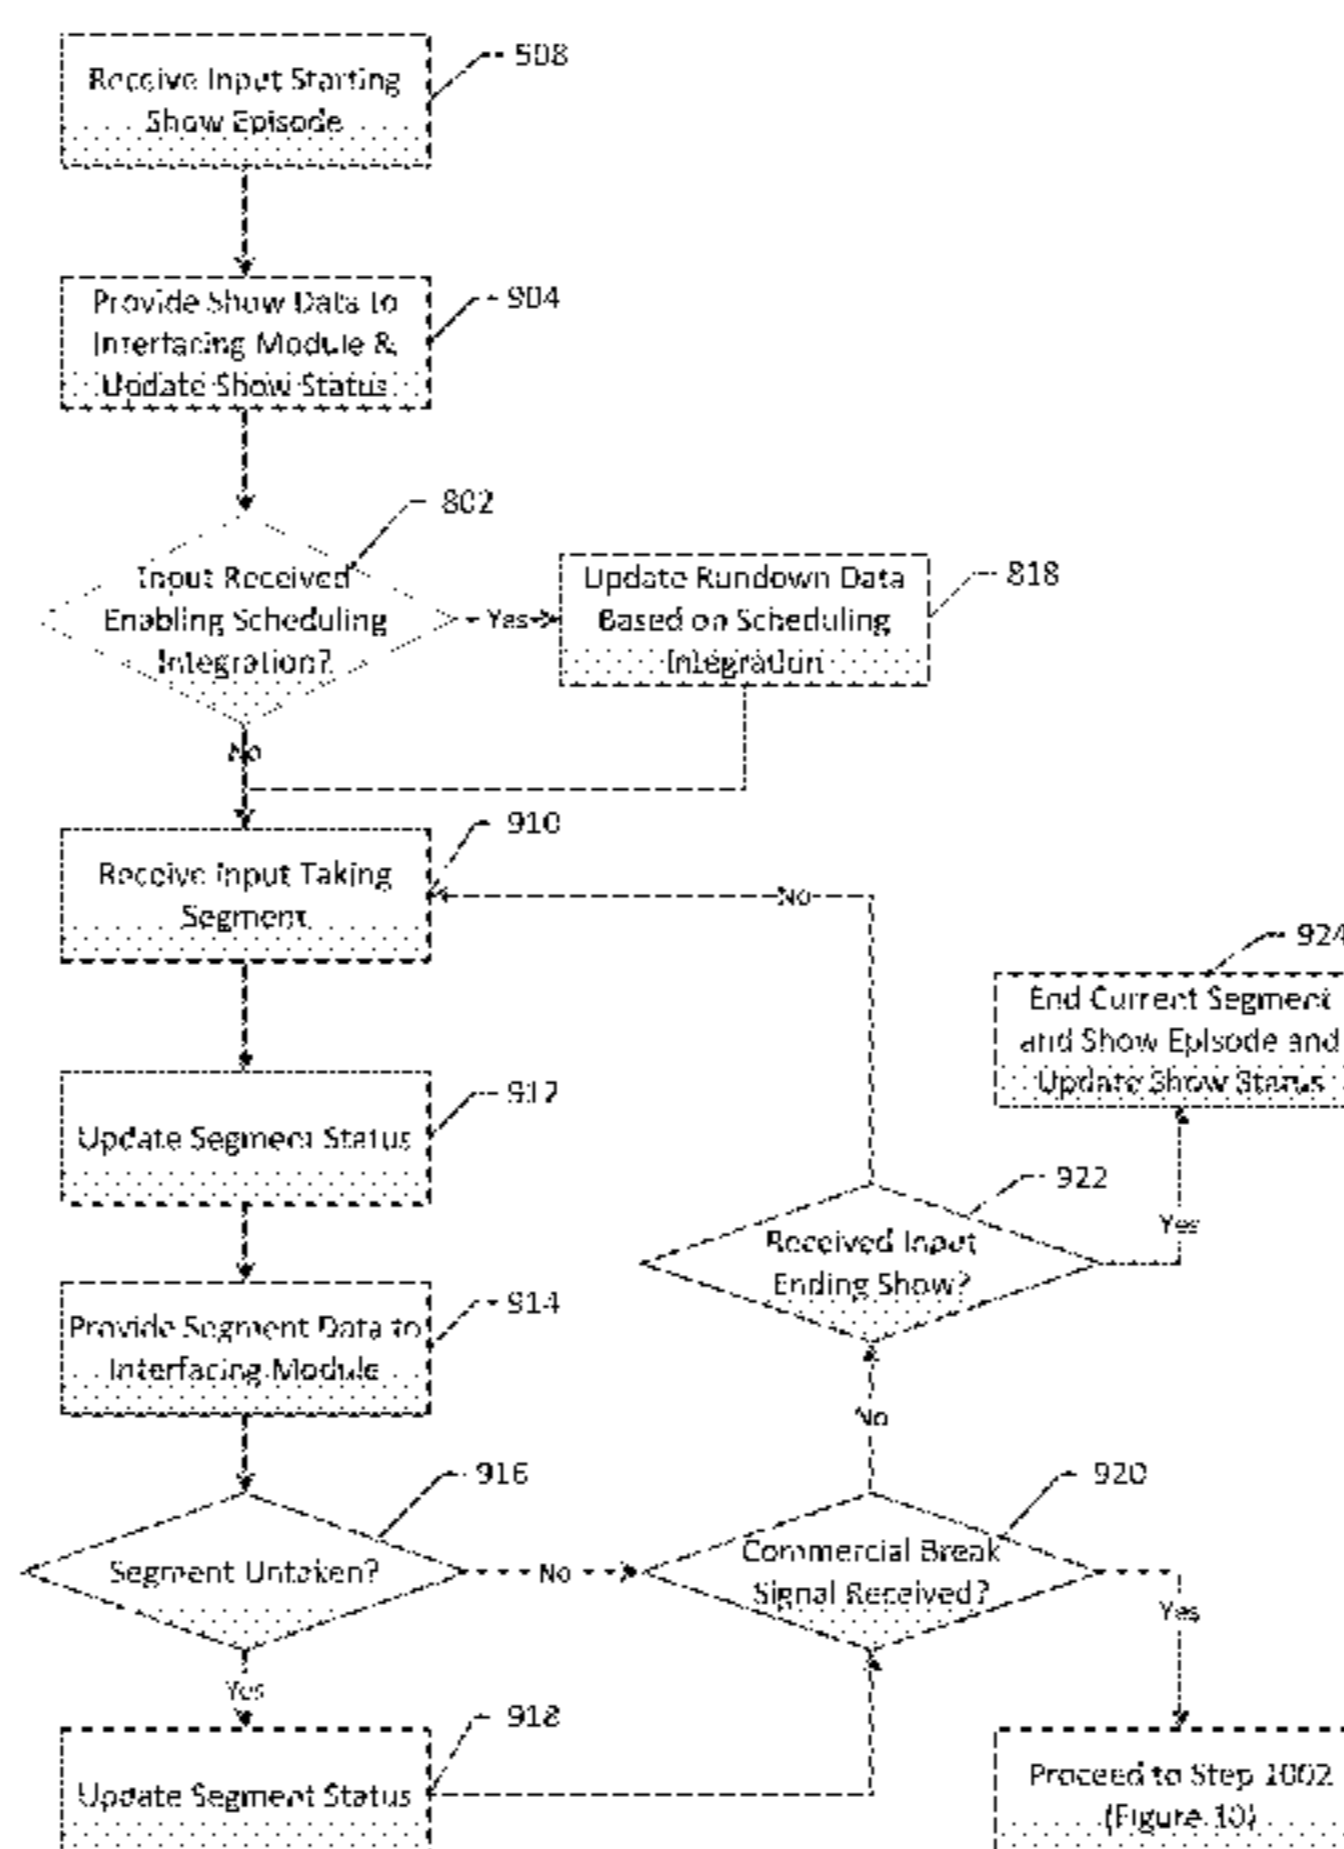 508
Receive Input Starting
Show Episode
904
Provide Show Data to
Interfacing Module &
Update Show Status
802
Input Received
Enabling Scheduling
Integration?
Yes
Update Rundown Data
Based on Scheduling
Integration
818
No
910
Receive Input Taking
Segment
No
924
End Current Segment
and Show Episode and
Update Show Status
912
Update Segment Status
922
Received Input
Ending Show?
Yes
914
Provide Segment Data to
Interfacing Module
No
916
Segment Untaken?
No
920
Commercial Break
Signal Received?
Yes
Yes
918
Update Segment Status
Proceed to Step 1002
(Figure 10)